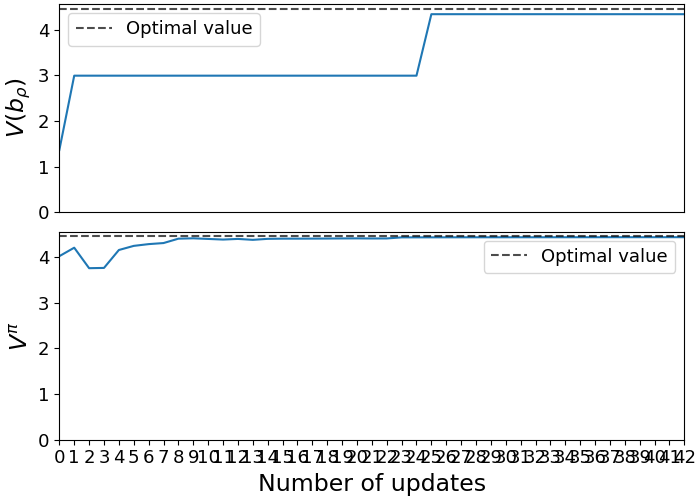 4
3
2
1
0
V(b_ρ)
Optimal value
4
3
2
1
0
V^π
Optimal value
0 1 2 3 4 5 6 7 8 9 10 11 12 13 14 15 16 17 18 19 20 21 22 23 24 25 26 27 28 29 30 31 32 33 34 35 36 37 38 39 40 41 42
Number of updates